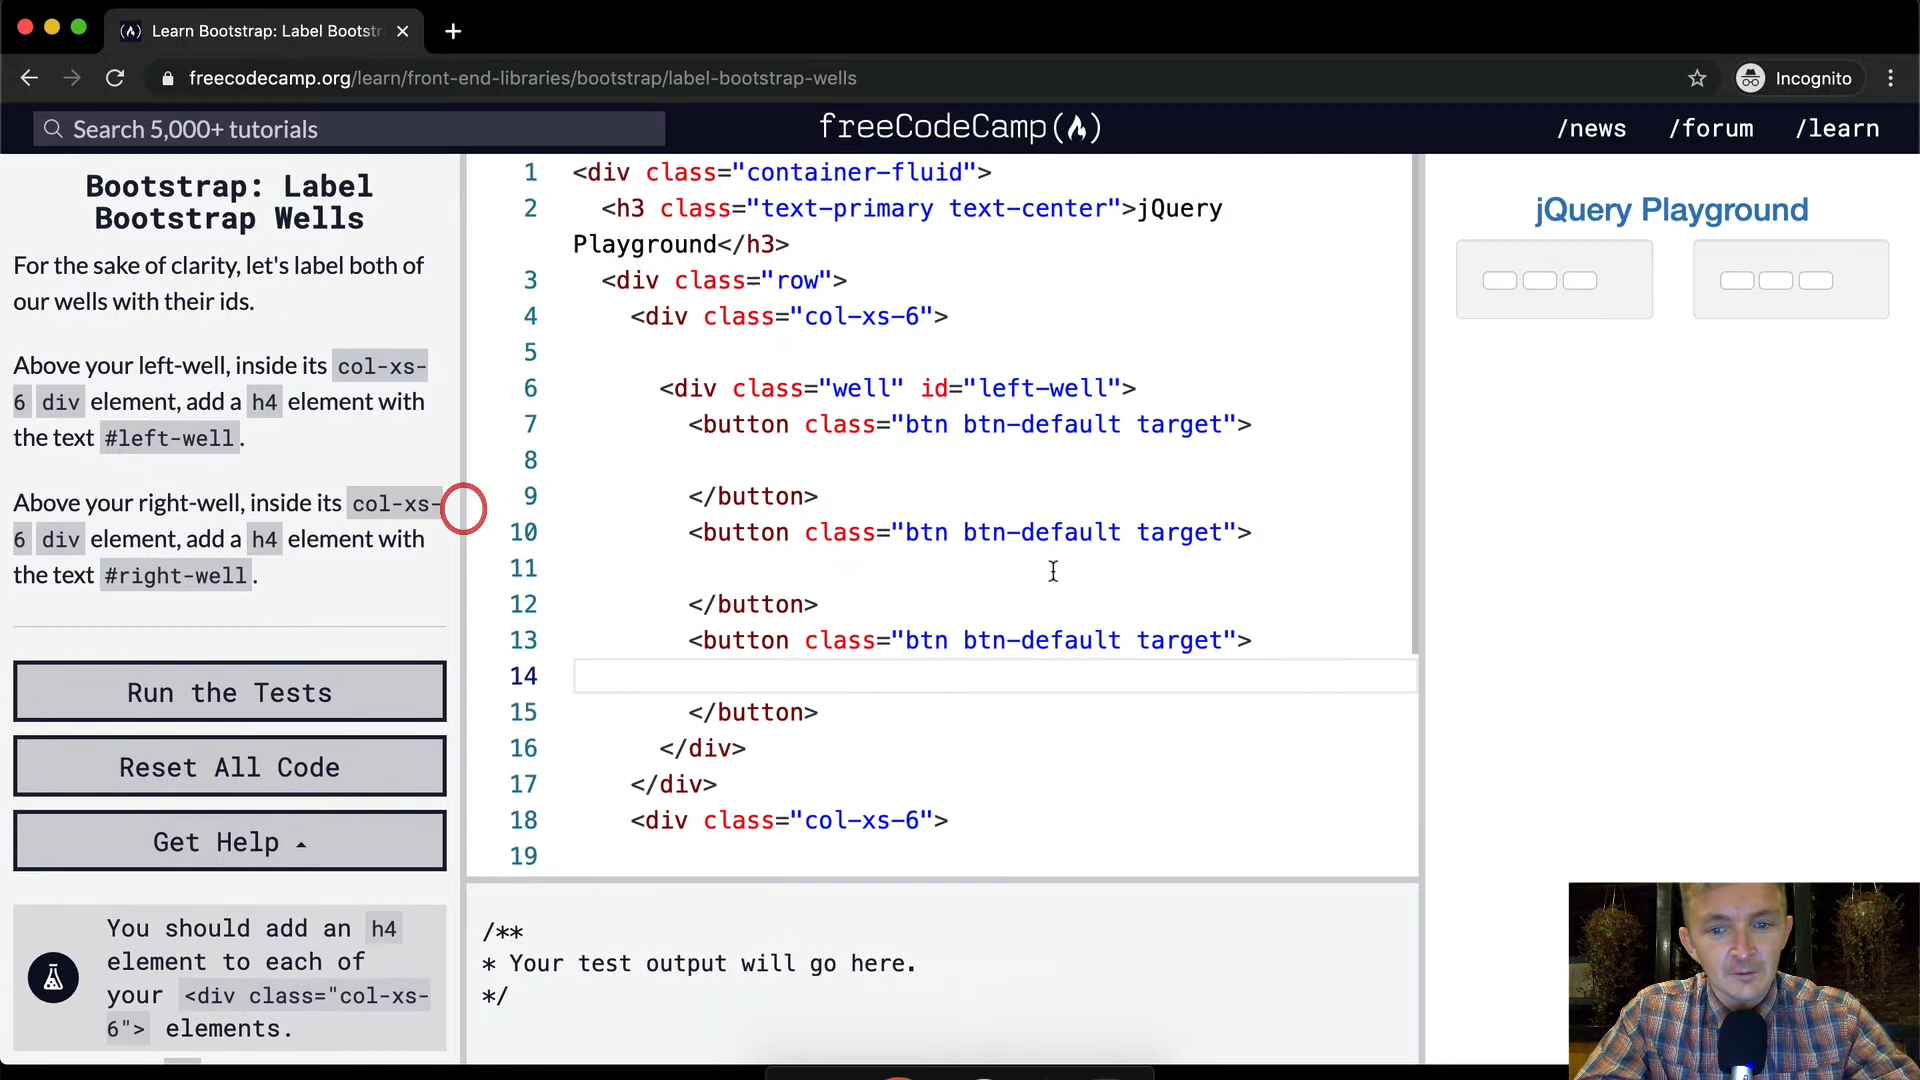 Learn Bootstrap: Label Bootstr
freecodecamp.org/learn/front-end-libraries/bootstrap/label-bootstrap-wells
Incognito
Search 5,000+ tutorials
freeCodeCamp
/news
/forum
/learn
Bootstrap: Label
Bootstrap Wells
For the sake of clarity, let's label both of
our wells with their ids.
Above your left-well, inside its col-xs-
6 div element, add a h4 element with
the text #left-well.
Above your right-well, inside its col-xs-
6 div element, add a h4 element with
the text #right-well.
Run the Tests
Reset All Code
Get Help
You should add an h4
element to each of
your <div class="col-xs-
6"> elements.
1 <div class="container-fluid">
2 <h3 class="text-primary text-center">jQuery
Playground</h3>
3 <div class="row">
4 <div class="col-xs-6">
5
6 <div class="well" id="left-well">
7 <button class="btn btn-default target">
8
9 </button>
10 <button class="btn btn-default target">
11
12 </button>
13 <button class="btn btn-default target">
14
15 </button>
16 </div>
17 </div>
18 <div class="col-xs-6">
19
/**
* Your test output will go here.
*/
jQuery Playground